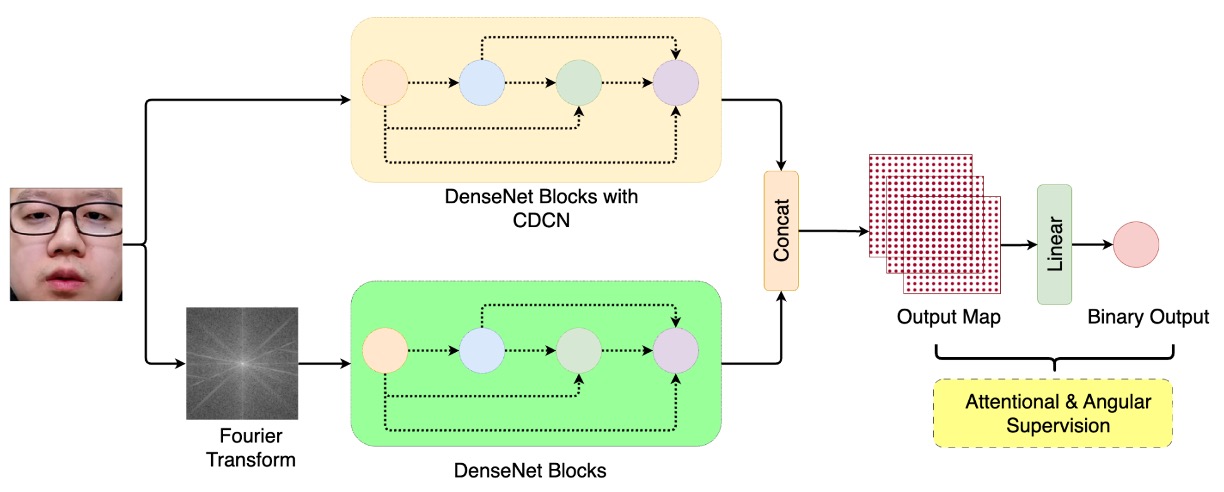 DenseNet Blocks with
CDCN
Concat
Linear
Output Map
Binary Output
Attentional & Angular
Supervision
Fourier
Transform
DenseNet Blocks